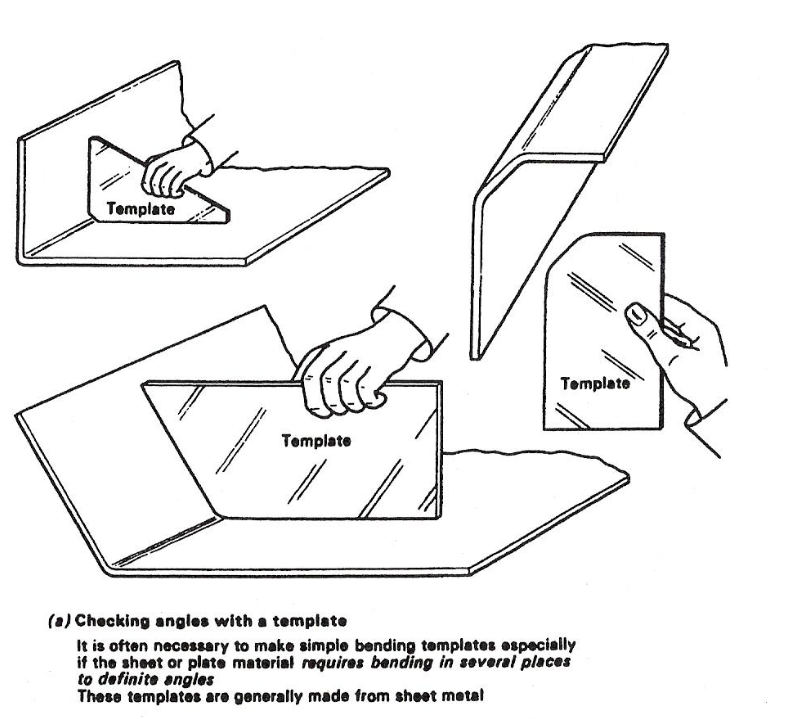 Template
Template
Template
(a) Checking angles with a template
It is often necessary to make simple bending templates especially
if the sheet or plate material requires bending in several places
to definite angles
These templates are generally made from sheet metal